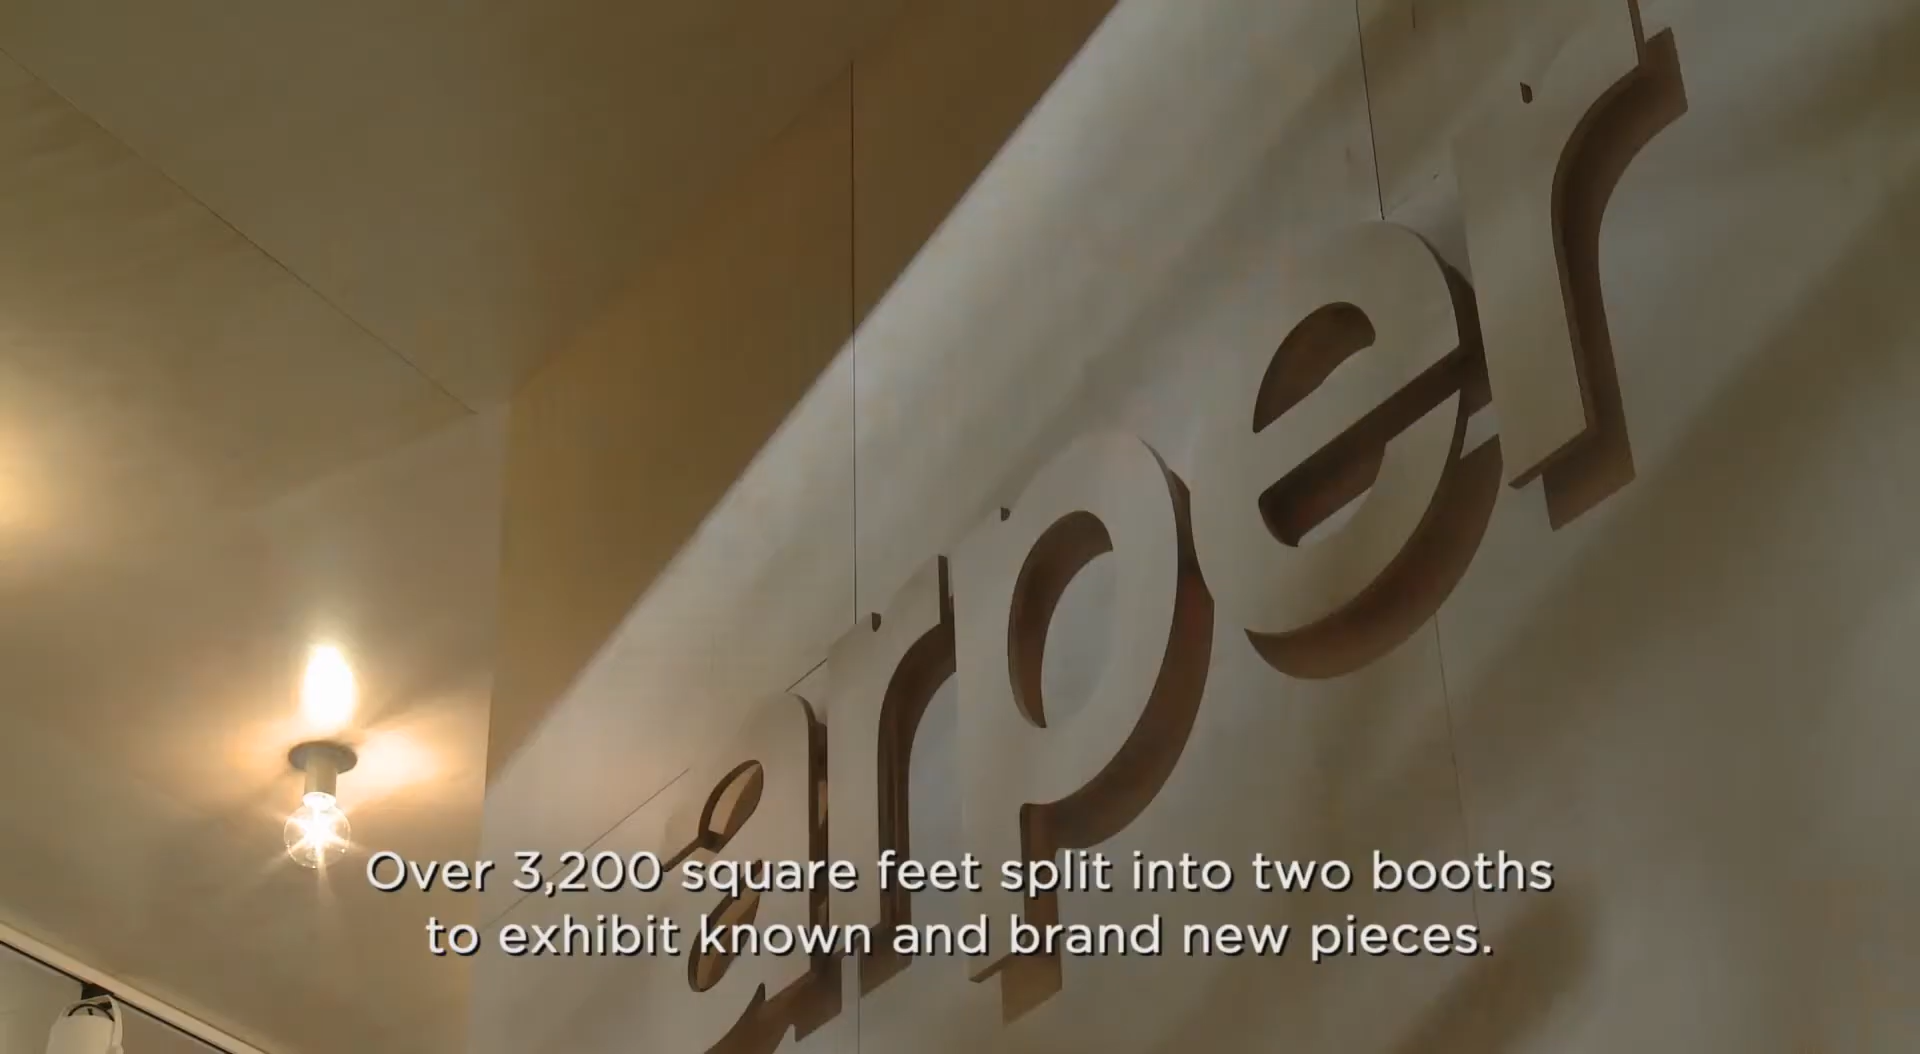 arper
Over 3,200 square feet split into two booths
to exhibit known and brand new pieces.